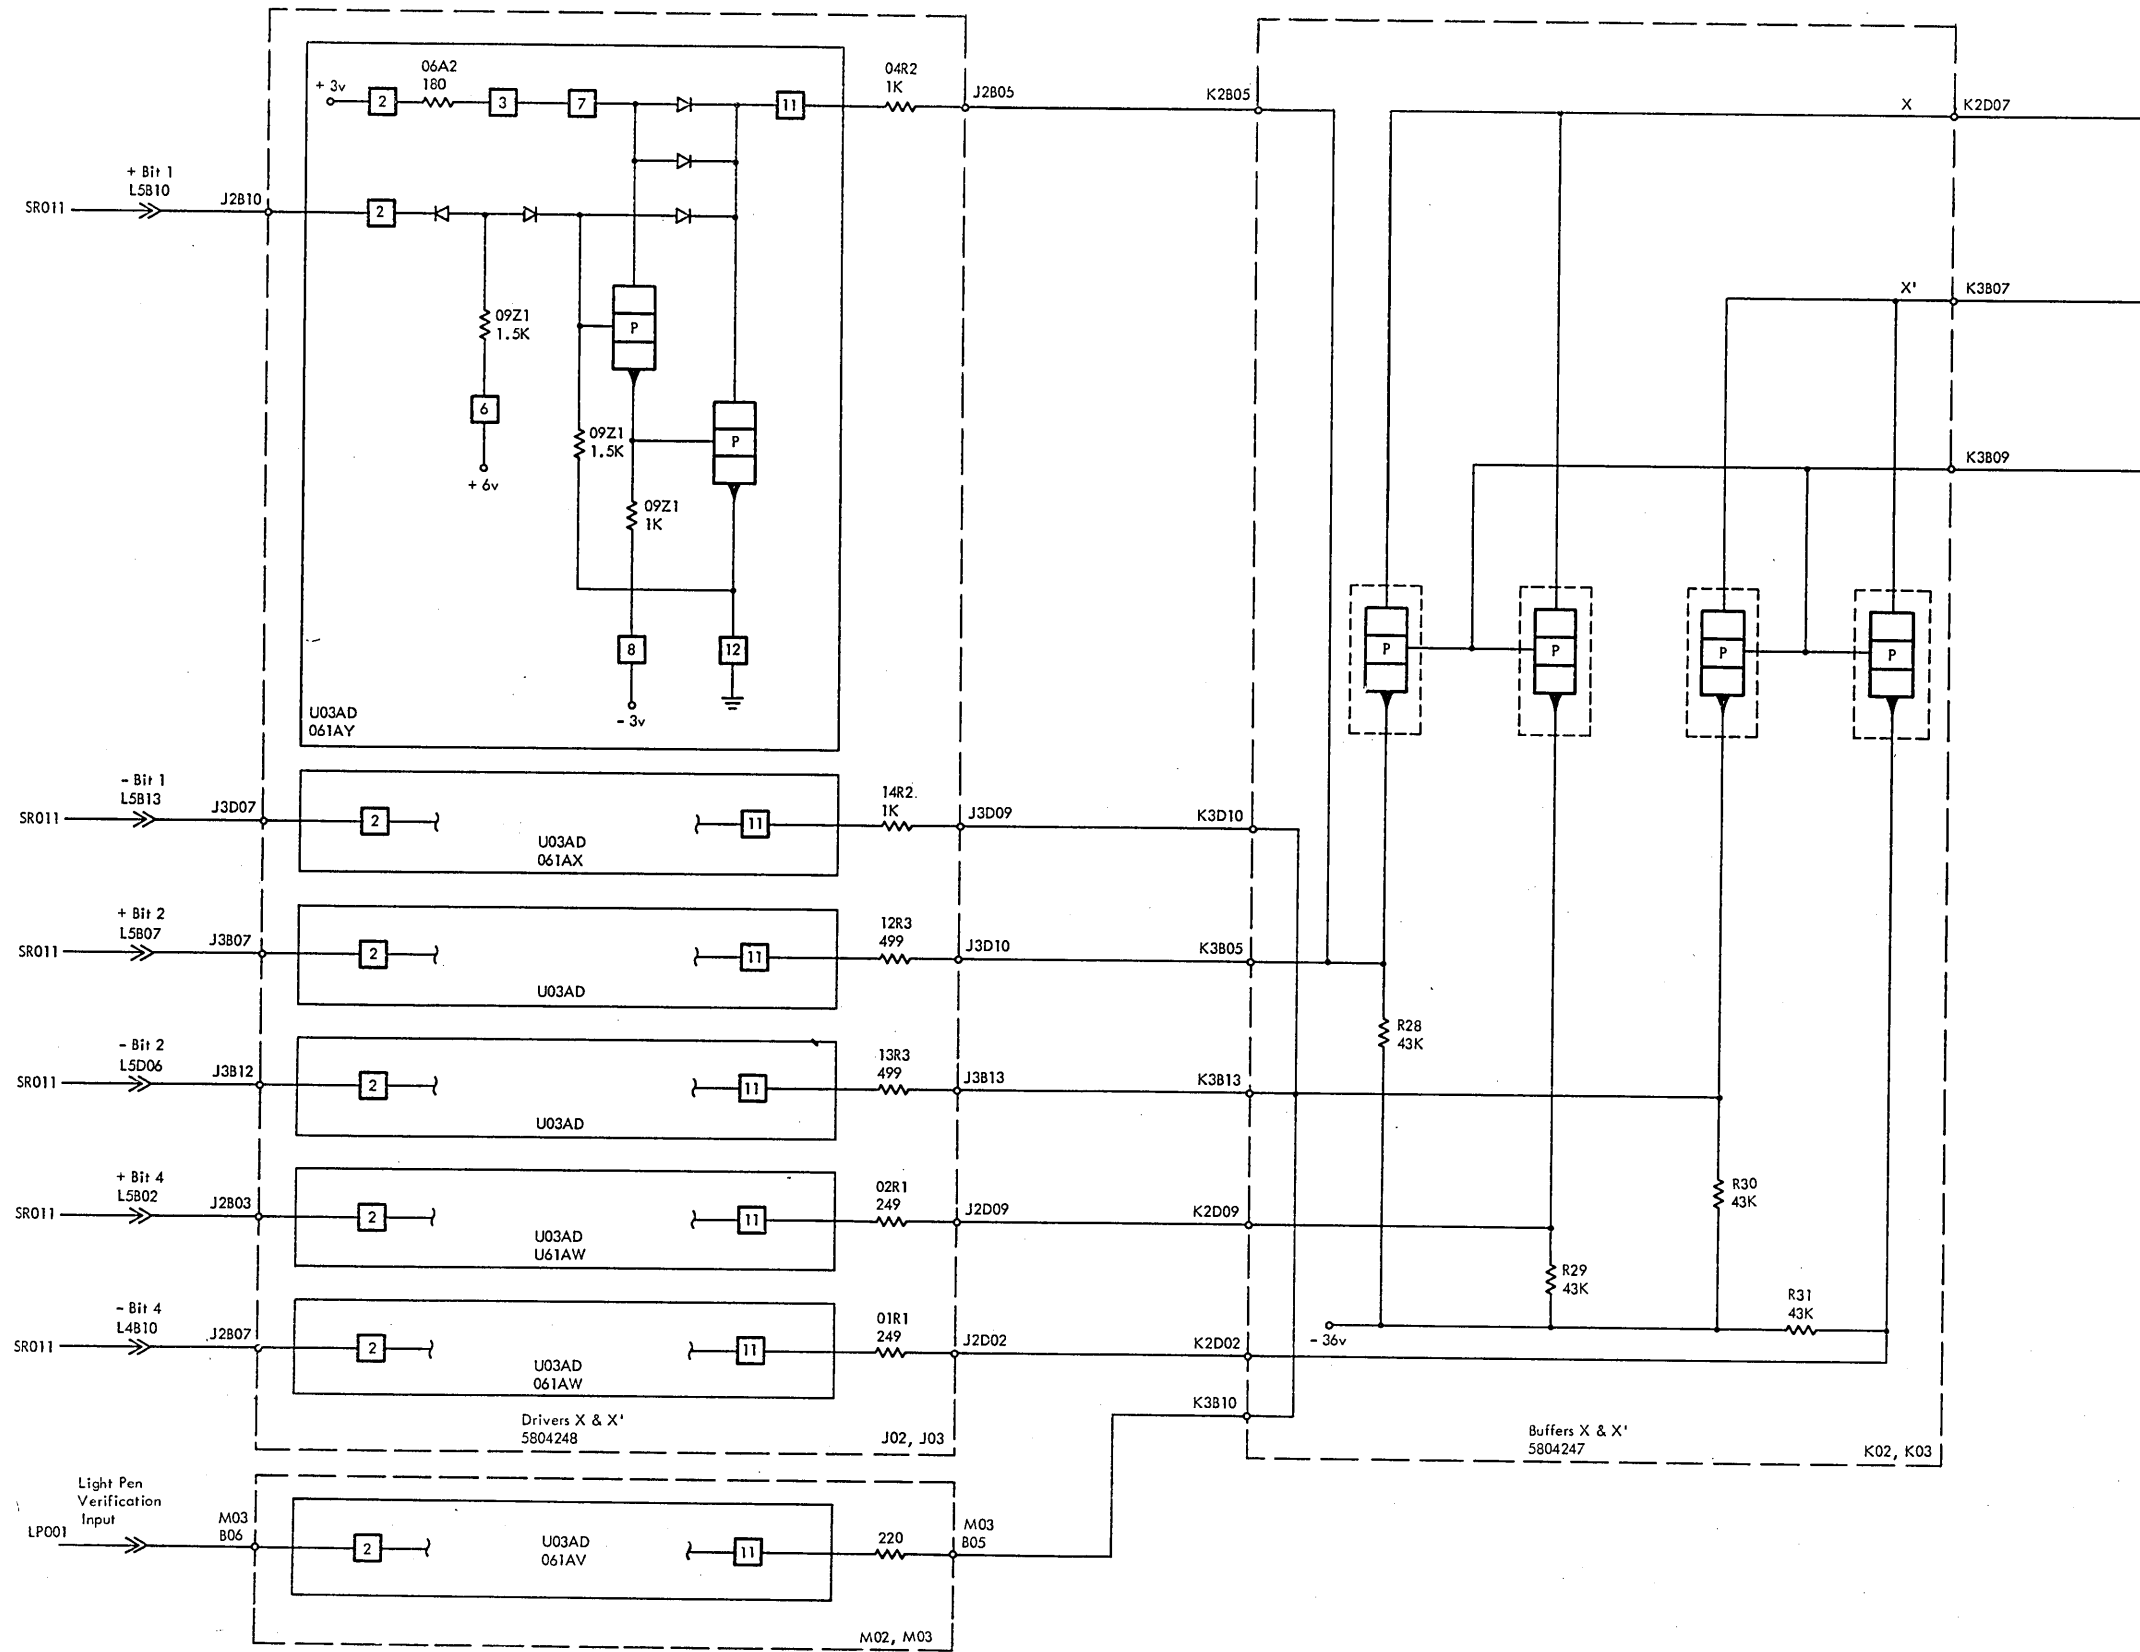 06A2
180
+ 3v
2
3
7
11
04R2
1K
J2B05
K2B05
X
K2D07
+ Bit 1
L5B10
SR011
J2B10
2
09Z1
1.5K
6
+ 6v
P
09Z1
1.5K
P
09Z1
1K
8
- 3v
12
U03AD
061AY
X'
K3B07
K3B09
P
P
P
P
- Bit 1
L5B13
SR011
J3D07
2
U03AD
061AX
11
14R2
1K
J3D09
K3D10
+ Bit 2
L5B07
SR011
J3B07
2
U03AD
11
12R3
499
J3D10
K3B05
R28
43K
- Bit 2
L5D06
SR011
J3B12
2
U03AD
11
13R3
499
J3B13
K3B13
R30
43K
+ Bit 4
L5B02
SR011
J2B03
2
U03AD
U61AW
11
02R1
249
J2D09
K2D09
R29
43K
R31
43K
- 36v
- Bit 4
L4B10
SR011
J2B07
2
U03AD
061AW
11
01R1
249
J2D02
K2D02
K3B10
Drivers X & X'
5804248
J02, J03
Buffers X & X'
5804247
K02, K03
Light Pen
Verification
Input
LP001
M03
B06
2
U03AD
061AV
11
220
M03
B05
M02, M03